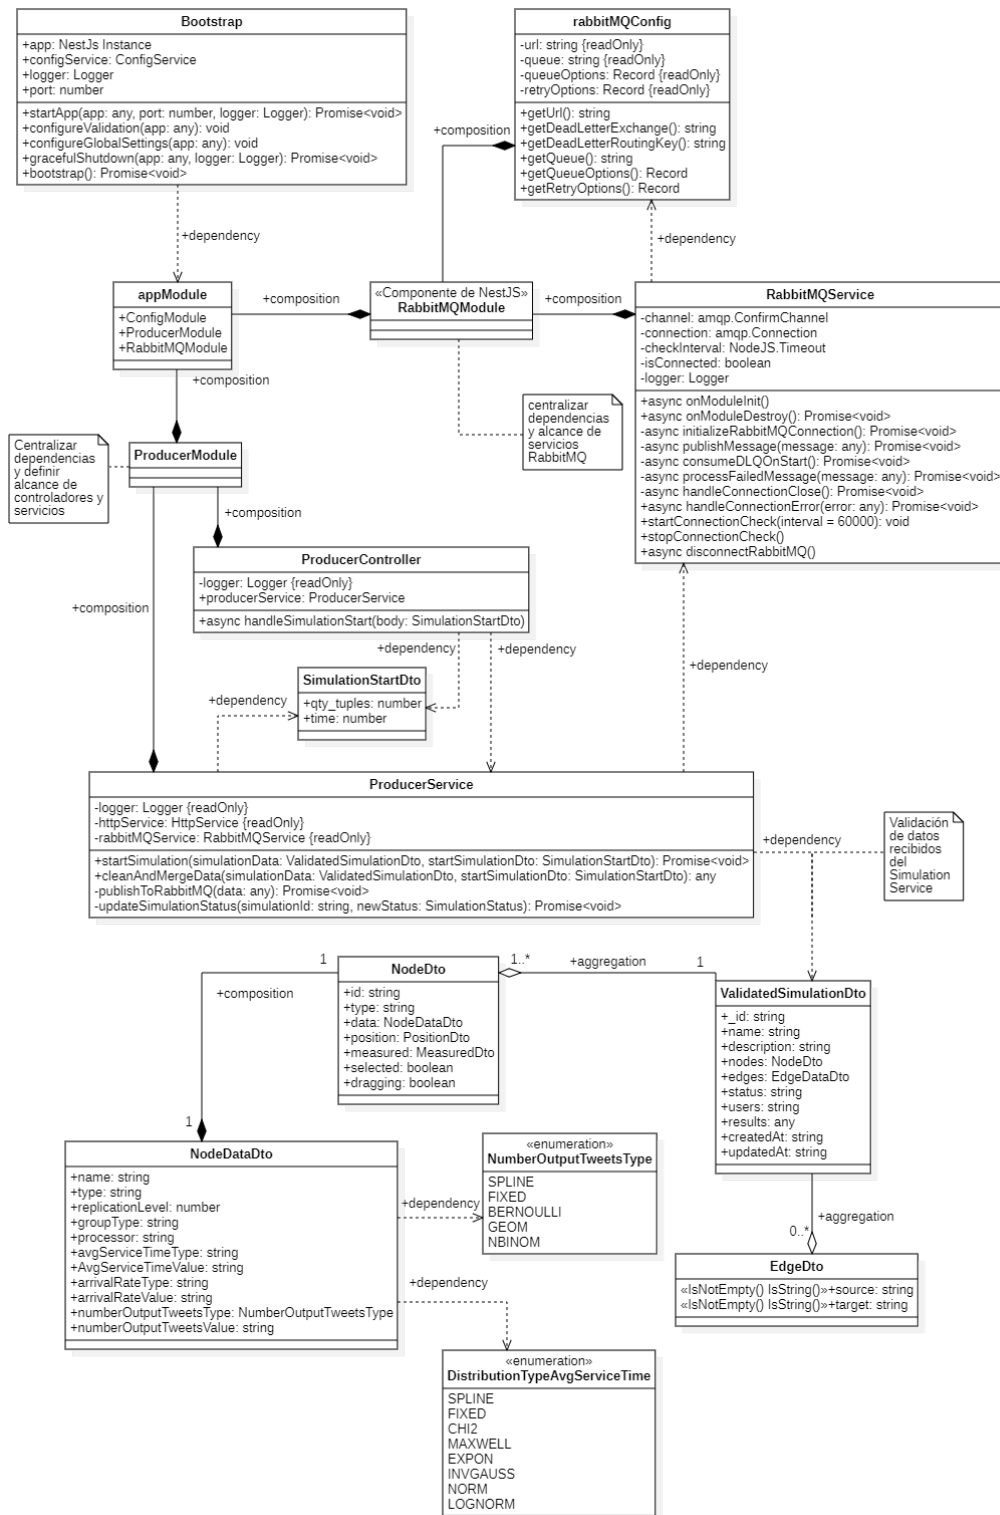 Bootstrap
+app: NestJs Instance
+configService: ConfigService
+logger: Logger
+port: number
+startApp(app: any, port: number, logger: Logger): Promise<void>
+configureValidation(app: any): void
+configureGlobalSettings(app: any): void
+gracefulShutdown(app: any, logger: Logger): Promise<void>
+bootstrap(): Promise<void>
rabbitMQConfig
-url: string {readOnly}
-queue: string {readOnly}
-queueOptions: Record {readOnly}
-retryOptions: Record {readOnly}
+getUrl(): string
+getDeadLetterExchange(): string
+getDeadLetterRoutingKey(): string
+getQueue(): string
+getQueueOptions(): Record
+getRetryOptions(): Record
+composition
+dependency
+dependency
appModule
+ConfigModule
+ProducerModule
+RabbitMQModule
+composition
«Componente de NestJS»
RabbitMQModule
+composition
RabbitMQService
-channel: amqp.ConfirmChannel
-connection: amqp.Connection
-checkInterval: NodeJS.Timeout
-isConnected: boolean
-logger: Logger
+async onModuleInit()
+async onModuleDestroy(): Promise<void>
-async initializeRabbitMQConnection(): Promise<void>
-async publishMessage(message: any): Promise<void>
-async consumeDLQOnStart(): Promise<void>
-async processFailedMessage(message: any): Promise<void>
-async handleConnectionClose(): Promise<void>
+async handleConnectionError(error: any): Promise<void>
+startConnectionCheck(interval = 60000): void
+stopConnectionCheck()
+async disconnectRabbitMQ()
+composition
centralizar
dependencias
y alcance de
servicios
RabbitMQ
Centralizar
dependencias
y definir
alcance de
controladores y
servicios
ProducerModule
+composition
ProducerController
-logger: Logger {readOnly}
+producerService: ProducerService
+async handleSimulationStart(body: SimulationStartDto)
+composition
+dependency
+dependency
SimulationStartDto
+qty_tuples: number
+time: number
+dependency
+dependency
ProducerService
-logger: Logger {readOnly}
-httpService: HttpService {readOnly}
-rabbitMQService: RabbitMQService {readOnly}
+startSimulation(simulationData: ValidatedSimulationDto, startSimulationDto: SimulationStartDto): Promise<void>
+cleanAndMergeData(simulationData: ValidatedSimulationDto, startSimulationDto: SimulationStartDto): any
-publishToRabbitMQ(data: any): Promise<void>
-updateSimulationStatus(simulationId: string, newStatus: SimulationStatus): Promise<void>
+dependency
Validación
de datos
recibidos
del
Simulation
Service
1
+composition
NodeDto
+id: string
+type: string
+data: NodeDataDto
+position: PositionDto
+measured: MeasuredDto
+selected: boolean
+dragging: boolean
1..*
+aggregation
1
ValidatedSimulationDto
+_id: string
+name: string
+description: string
+nodes: NodeDto
+edges: EdgeDataDto
+status: string
+users: string
+results: any
+createdAt: string
+updatedAt: string
1
NodeDataDto
+name: string
+type: string
+replicationLevel: number
+groupType: string
+processor: string
+avgServiceTimeType: string
+AvgServiceTimeValue: string
+arrivalRateType: string
+arrivalRateValue: string
+numberOutputTweetsType: NumberOutputTweetsType
+numberOutputTweetsValue: string
+dependency
«enumeration»
NumberOutputTweetsType
SPLINE
FIXED
BERNOULLI
GEOM
NBINOM
+aggregation
0..*
EdgeDto
«IsNotEmpty() IsString()»+source: string
«IsNotEmpty() IsString()»+target: string
+dependency
«enumeration»
DistributionTypeAvgServiceTime
SPLINE
FIXED
CHI2
MAXWELL
EXPON
INVGAUSS
NORM
LOGNORM